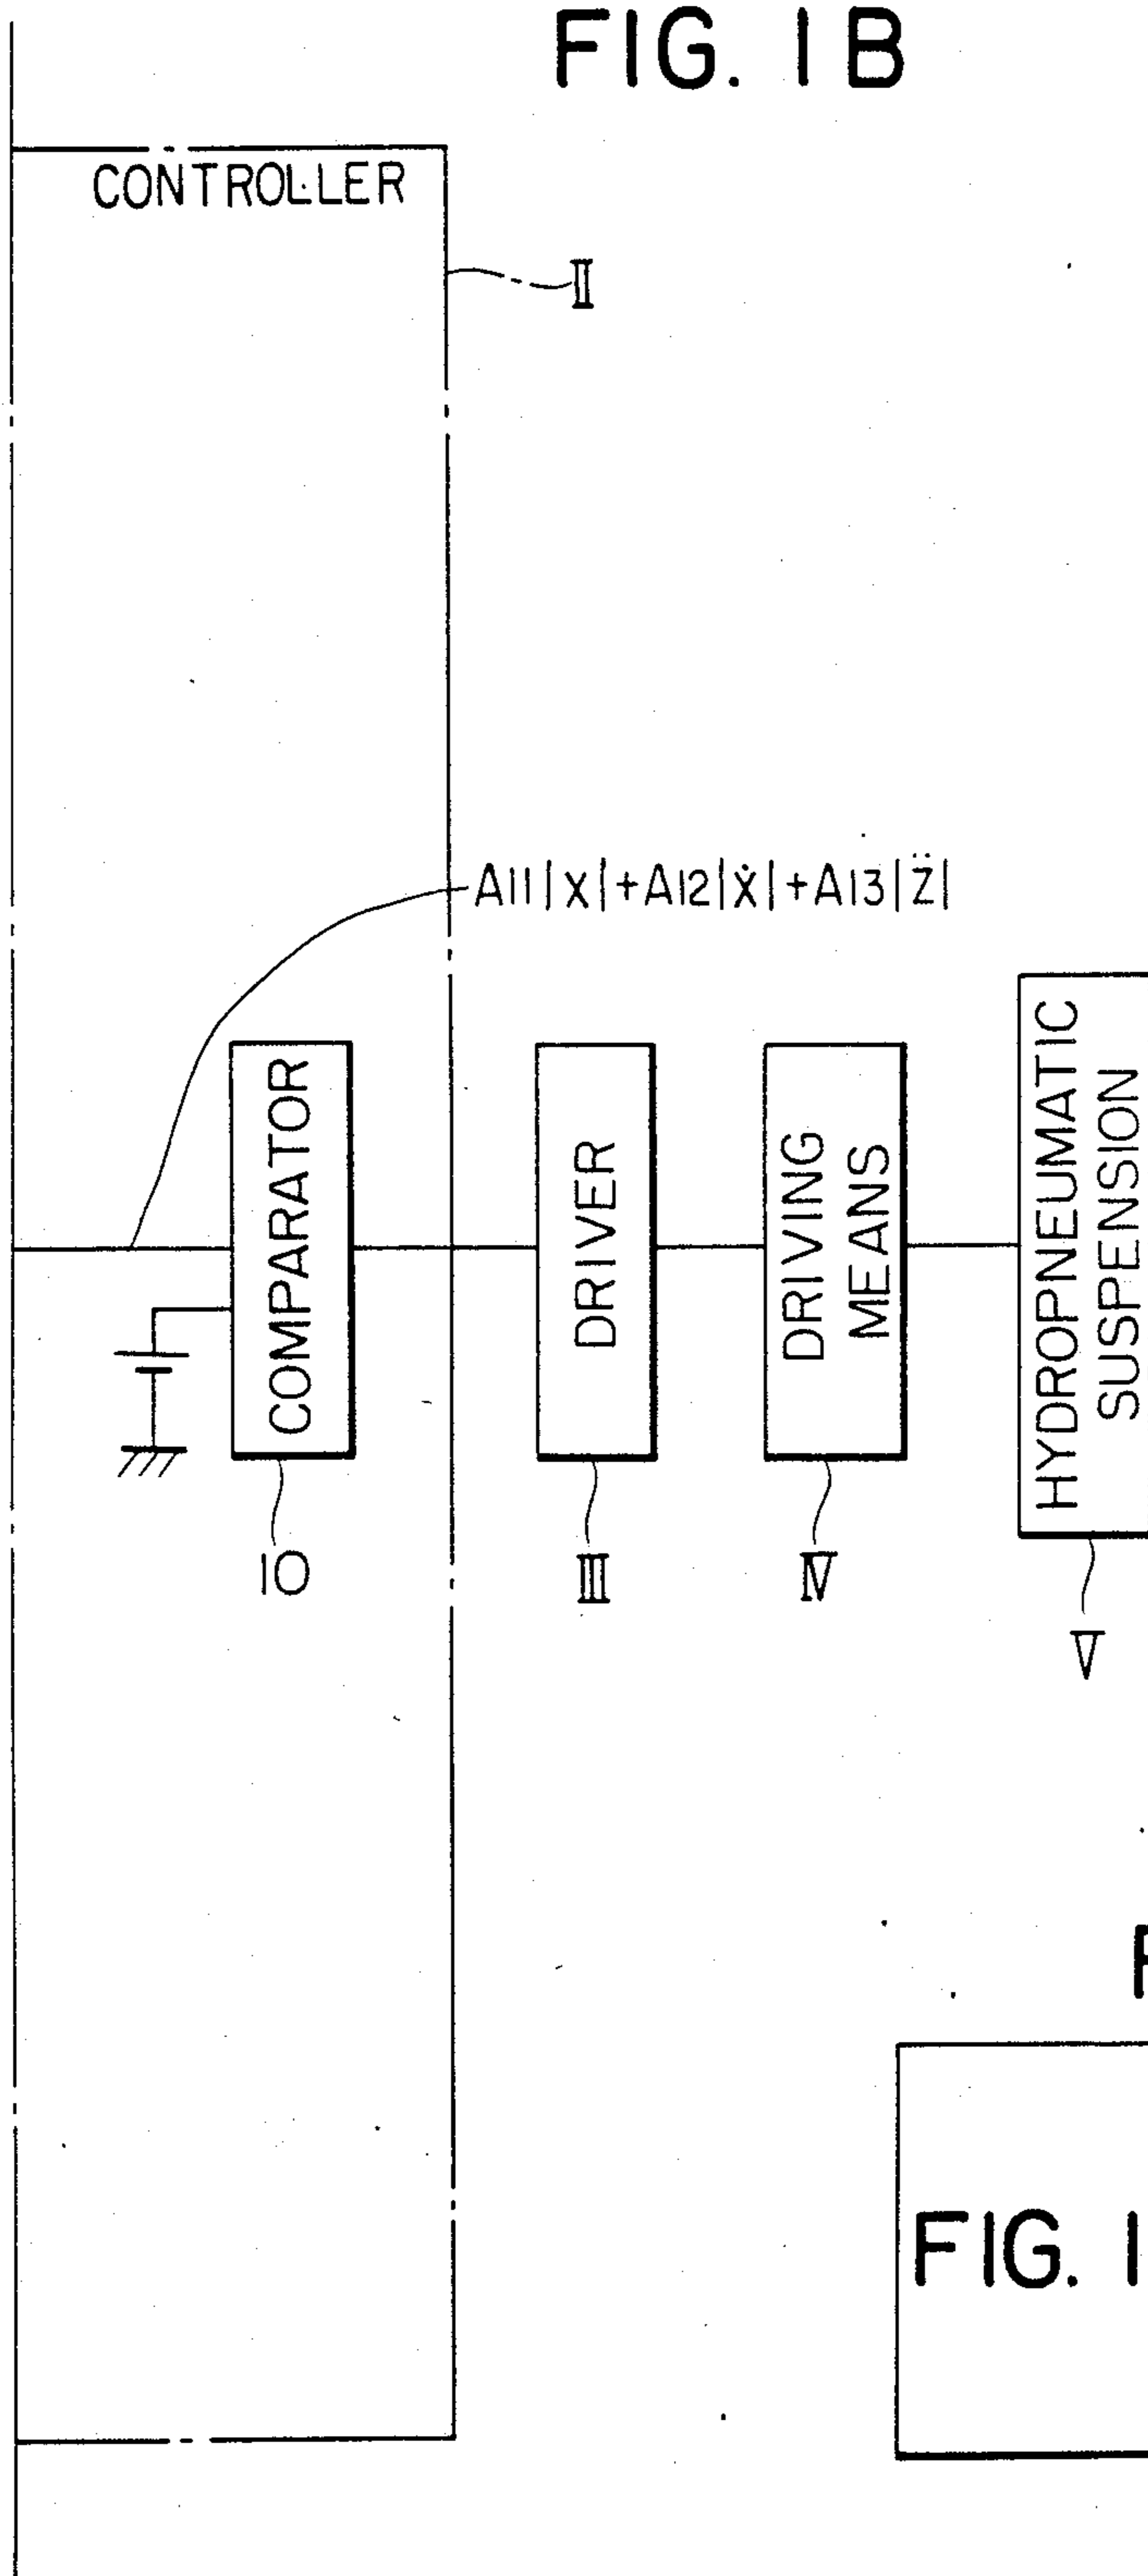 FIG. 1B
CONTROLLER
II
A11|x|+A12|ẋ|+A13|z̈|
COMPARATOR
DRIVER
DRIVING
MEANS
HYDROPNEUMATIC
SUSPENSION
10
III
IV
V
FIG. 1